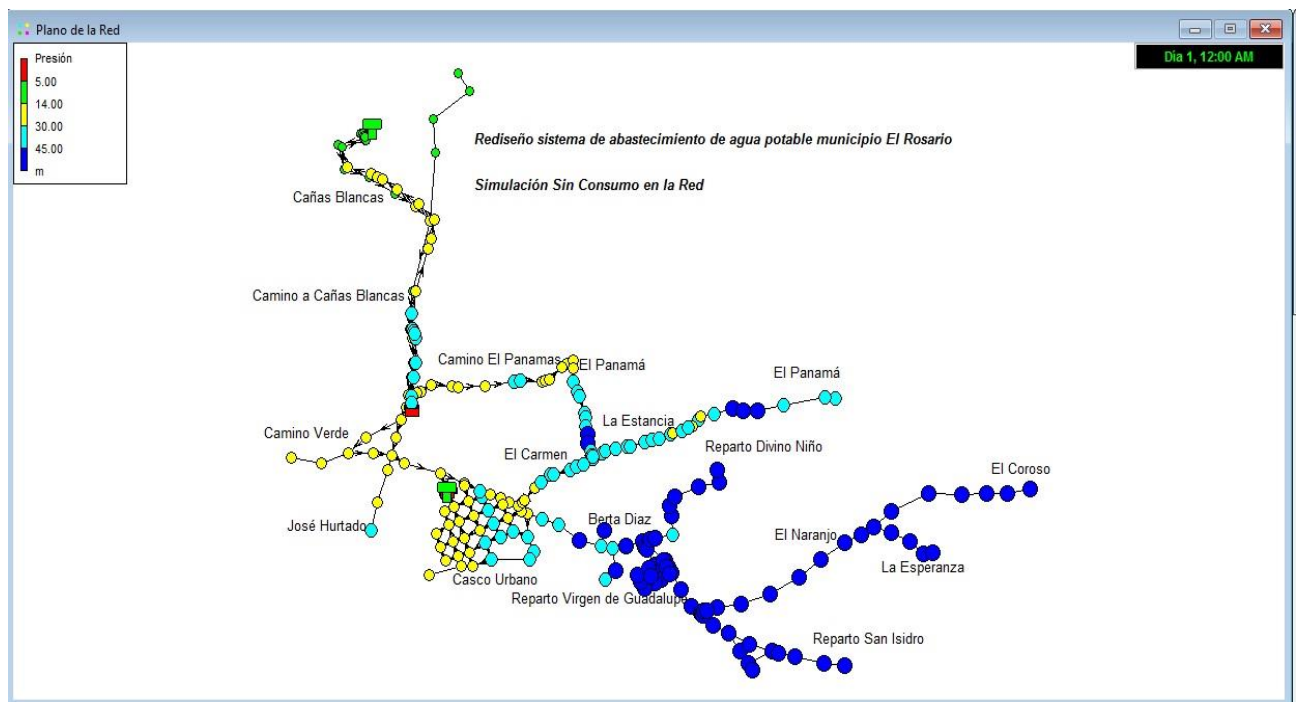 Plano de la Red
Presión
5.00
14.00
30.00
45.00
m
Dia 1, 12:00 AM
Rediseño sistema de abastecimiento de agua potable municipio El Rosario
Simulación Sin Consumo en la Red
Cañas Blancas
Camino a Cañas Blancas
Camino El Panamas
El Panamá
El Panamá
La Estancia
Camino Verde
Reparto Divino Niño
El Carmen
El Coroso
José Hurtado
Berta Diaz
El Naranjo
La Esperanza
Casco Urbano
Reparto Virgen de Guadalupe
Reparto San Isidro